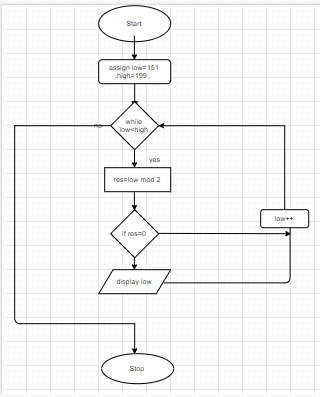 Start
assign low=151
,high=199 ,
while
low<high
no
yes
res=low mod 2
if res=0
low++
display low
Stop